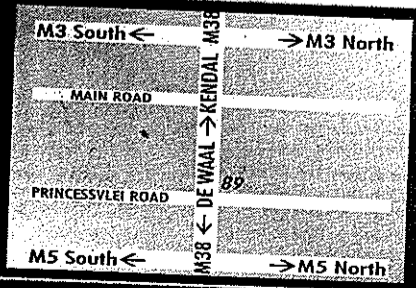 M3 South ←
M38
→ M3 North
KENDAL
MAIN ROAD
DE WAAL →
89
PRINCESSVLEI ROAD
M38 ←
M5 South ←
→ M5 North